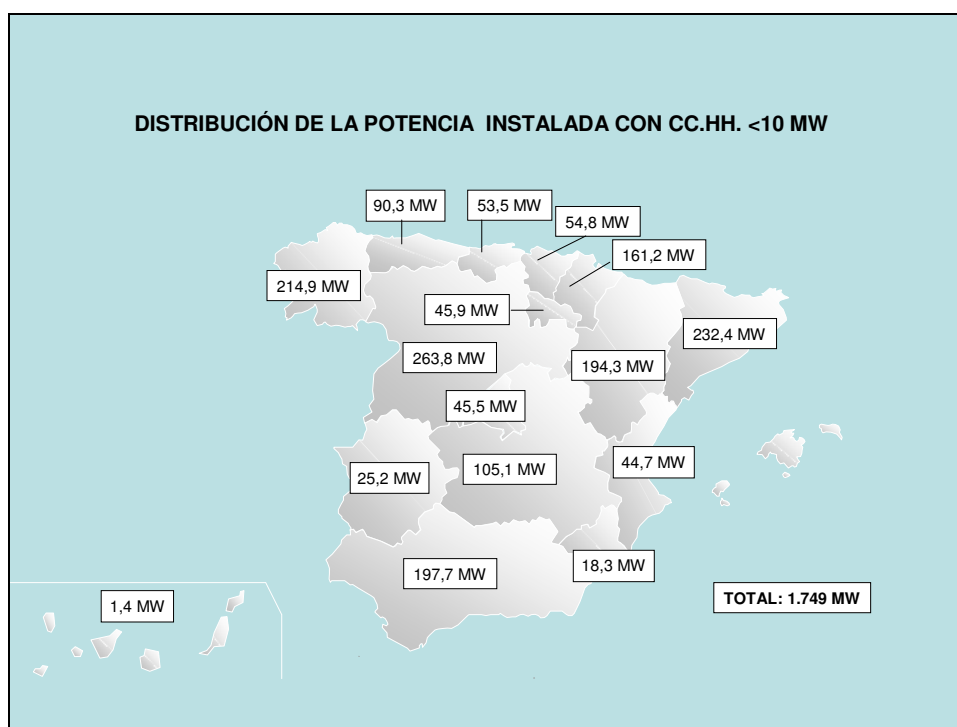 DISTRIBUCIÓN DE LA POTENCIA INSTALADA CON CC.HH. <10 MW
90,3 MW
53,5 MW
54,8 MW
161,2 MW
214,9 MW
45,9 MW
232,4 MW
263,8 MW
194,3 MW
45,5 MW
44,7 MW
105,1 MW
25,2 MW
18,3 MW
197,7 MW
TOTAL: 1.749 MW
1,4 MW